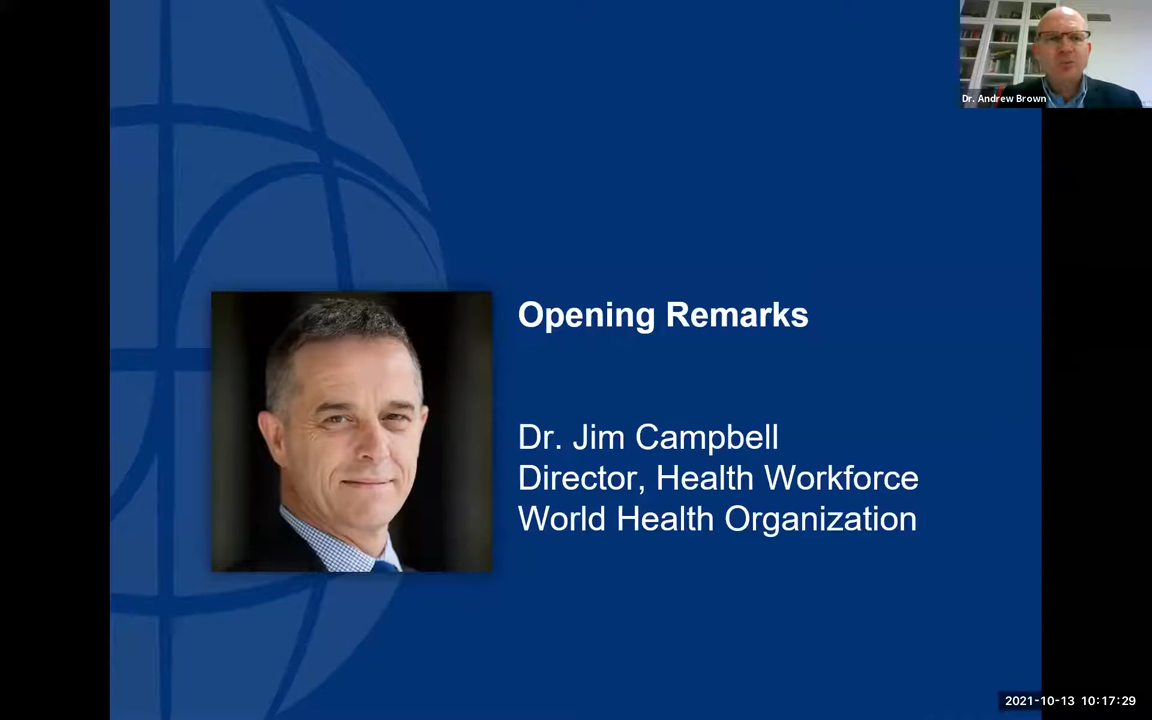 Dr. Andrew Brown
Opening Remarks
Dr. Jim Campbell
Director, Health Workforce
World Health Organization
2021-10-13 10:17:29